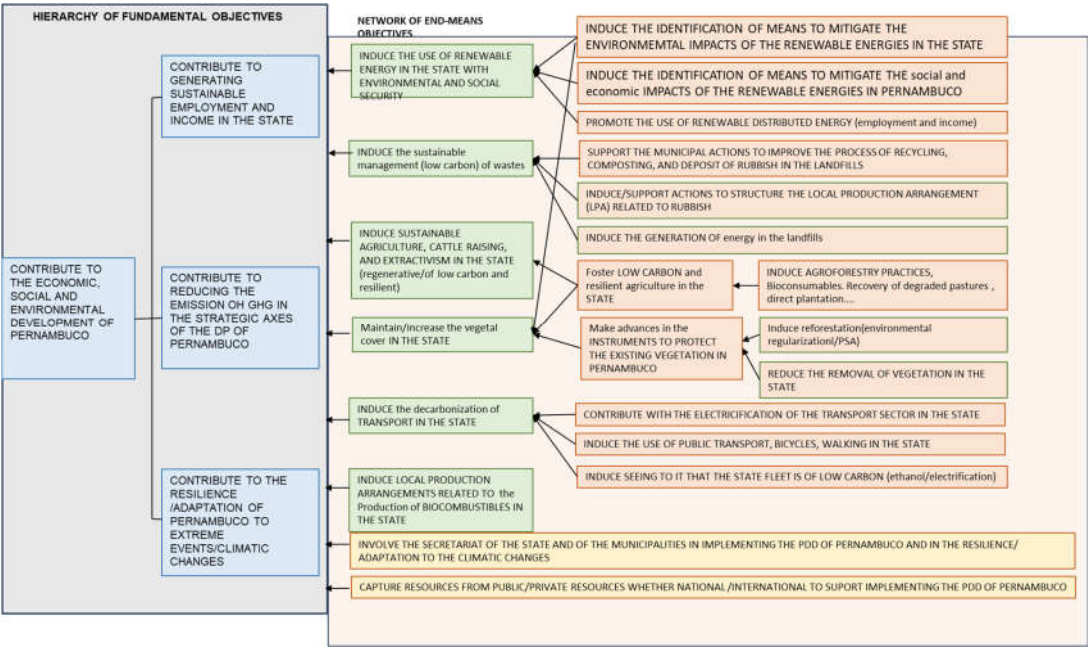 HIERARCHY OF FUNDAMENTAL OBJECTIVES
CONTRIBUTE TO
THE ECONOMIC,
SOCIAL AND
ENVIRONMENTAL
DEVELOPMENT OF
PERNAMBUCO
CONTRIBUTE TO
GENERATING
SUSTAINABLE
EMPLOYMENT AND
INCOME IN THE STATE
CONTRIBUTE TO
REDUCING THE
EMISSION OH GHG IN
THE STRATEGIC AXES
OF THE DP OF
PERNAMBUCO
CONTRIBUTE TO THE
RESILIENCE
/ADAPTATION OF
PERNAMBUCO TO
EXTREME
EVENTS/CLIMATIC
CHANGES
NETWORK OF END-MEANS
OBJECTIVES
INDUCE THE USE OF RENEWABLE
ENERGY IN THE STATE WITH
ENVIRONMENTAL AND SOCIAL
SECURITY
INDUCE the sustainable
management (low carbon) of wastes
INDUCE SUSTAINABLE
AGRICULTURE, CATTLE RAISING,
AND EXTRACTIVISM IN THE STATE
(regenerative/of low carbon and
resilient)
Maintain/increase the vegetal
cover IN THE STATE
INDUCE the decarbonization of
TRANSPORT IN THE STATE
INDUCE LOCAL PRODUCTION
ARRANGEMENTS RELATED TO the
Production of BIOCOMBUSTIBLES IN
THE STATE
INDUCE THE IDENTIFICATION OF MEANS TO MITIGATE THE
ENVIRONMEMTAL IMPACTS OF THE RENEWABLE ENERGIES IN THE STATE
INDUCE THE IDENTIFICATION OF MEANS TO MITIGATE THE social and
economic IMPACTS OF THE RENEWABLE ENERGIES IN PERNAMBUCO
PROMOTE THE USE OF RENEWABLE DISTRIBUTED ENERGY (employment and income)
SUPPORT THE MUNICIPAL ACTIONS TO IMPROVE THE PROCESS OF RECYCLING,
COMPOSTING, AND DEPOSIT OF RUBBISH IN THE LANDFILLS
INDUCE/SUPPORT ACTIONS TO STRUCTURE THE LOCAL PRODUCTION ARRANGEMENT
(LPA) RELATED TO RUBBISH
INDUCE THE GENERATION OF energy in the landfills
Foster LOW CARBON and
resilient agriculture in the
STATE
INDUCE AGROFORESTRY PRACTICES,
Bioconsumables. Recovery of degraded pastures ,
direct plantation....
Make advances in the
INSTRUMENTS TO PROTECT
THE EXISTING VEGETATION IN
PERNAMBUCO
Induce reforestation(environmental
regularizationl/PSA)
REDUCE THE REMOVAL OF VEGETATION IN THE
STATE
CONTRIBUTE WITH THE ELECTRICIFICATION OF THE TRANSPORT SECTOR IN THE STATE
INDUCE THE USE OF PUBLIC TRANSPORT, BICYCLES, WALKING IN THE STATE
INDUCE SEEING TO IT THAT THE STATE FLEET IS OF LOW CARBON (ethanol/electrification)
INVOLVE THE SECRETARIAT OF THE STATE AND OF THE MUNICIPALITIES IN IMPLEMENTING THE PDD OF PERNAMBUCO AND IN THE RESILIENCE/
ADAPTATION TO THE CLIMATIC CHANGES
CAPTURE RESOURCES FROM PUBLIC/PRIVATE RESOURCES WHETHER NATIONAL/INTERNATIONAL TO SUPORT IMPLEMENTING THE PDD OF PERNAMBUCO